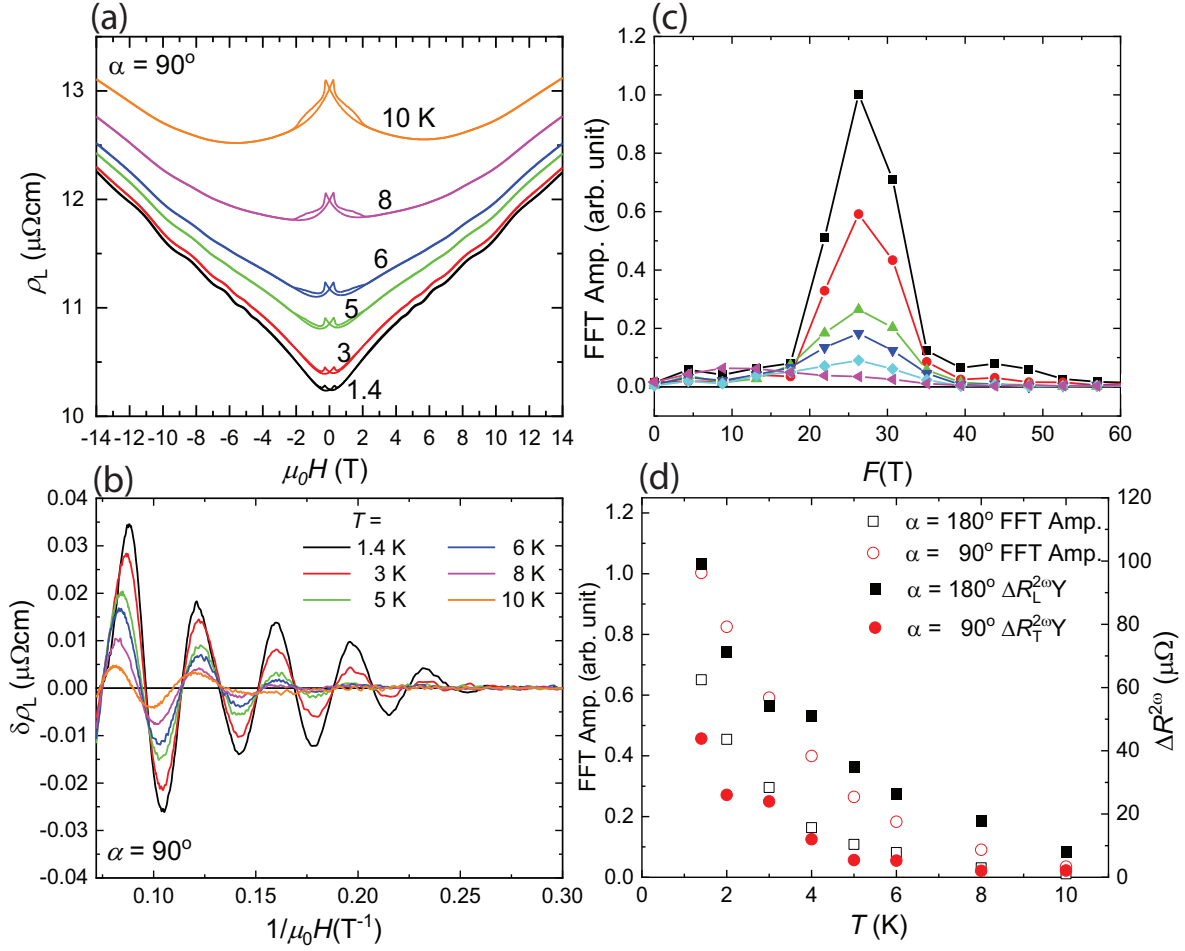 (a)
α = 90°
13
12
11
10
ρL (μΩcm)
10 K
8
6
5
3
1.4
-14 -12 -10 -8 -6 -4 -2 0 2 4 6 8 10 12 14
μ0H (T)
(c)
1.2
1.0
0.8
0.6
0.4
0.2
0.0
FFT Amp. (arb. unit)
0 10 20 30 40 50 60
F(T)
(b)
0.04
0.03
0.02
0.01
0.00
-0.01
-0.02
-0.03
-0.04
δρL (μΩcm)
T =
1.4 K
3 K
5 K
6 K
8 K
10 K
α = 90°
0.10 0.15 0.20 0.25 0.30
1/μ0H(T⁻¹)
(d)
1.2
1.0
0.8
0.6
0.4
0.2
0.0
FFT Amp. (arb. unit)
α = 180° FFT Amp.
α = 90° FFT Amp.
α = 180° ΔR_L^2ωY
α = 90° ΔR_T^2ωY
120
100
80
60
40
20
0
ΔR^2ω (μΩ)
0 2 4 6 8 10
T (K)